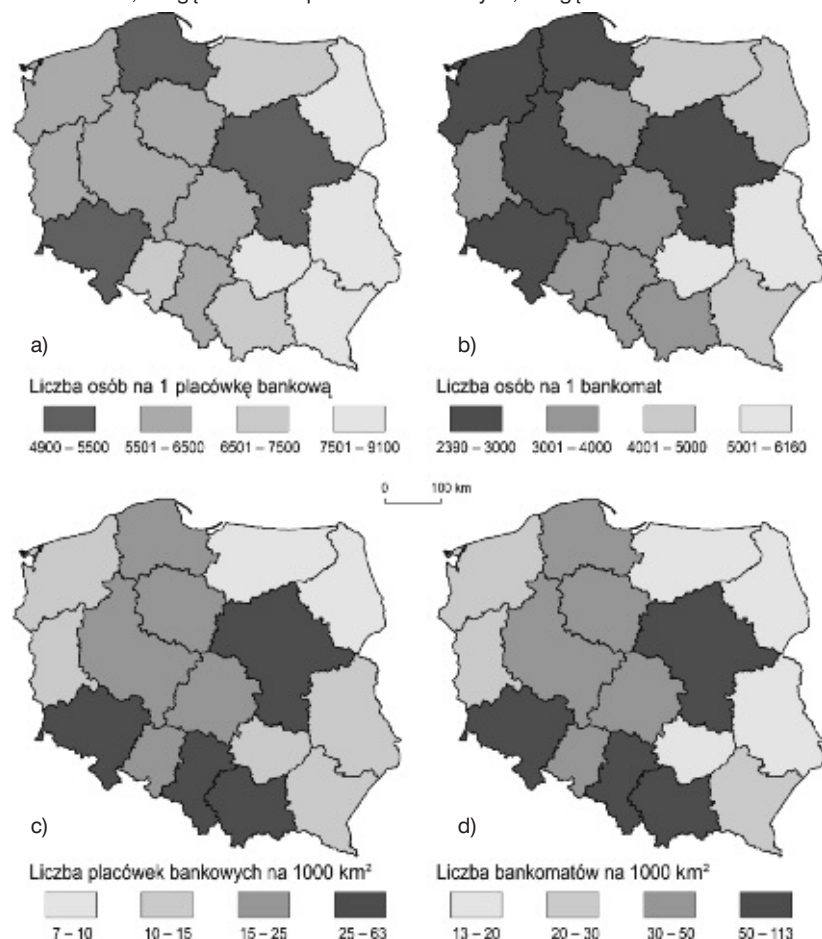 a)
b)
Liczba osób na 1 placówkę bankową
Liczba osób na 1 bankomat
4900 – 5500 5501 – 6500 6501 – 7500 7501 – 9100
2390 – 3000 3001 – 4000 4001 – 5000 5001 – 6160
0 100 km
c)
d)
Liczba placówek bankowych na 1000 km²
Liczba bankomatów na 1000 km²
7 – 10 10 – 15 15 – 25 25 – 63
13 – 20 20 – 30 30 – 50 50 – 113